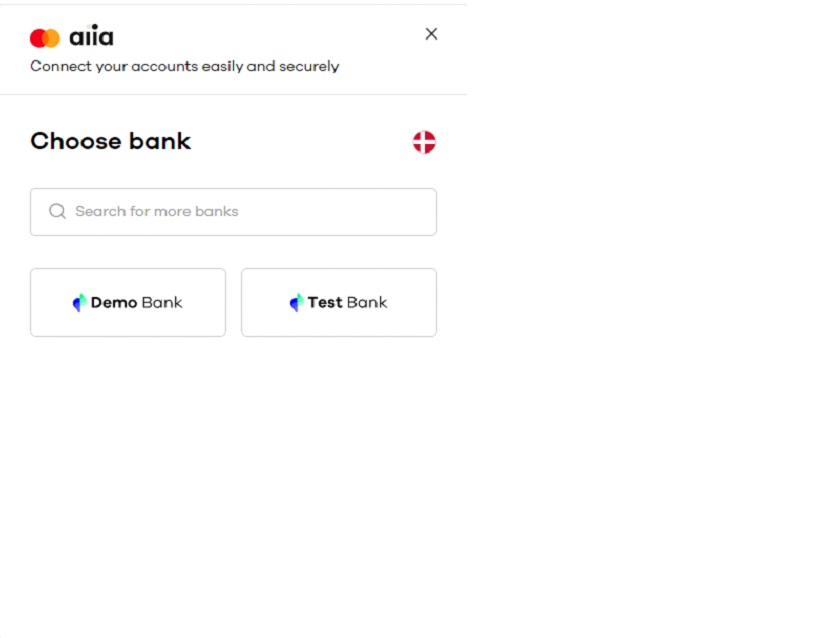 aiia
Connect your accounts easily and securely
Choose bank
Search for more banks
Demo Bank
Test Bank